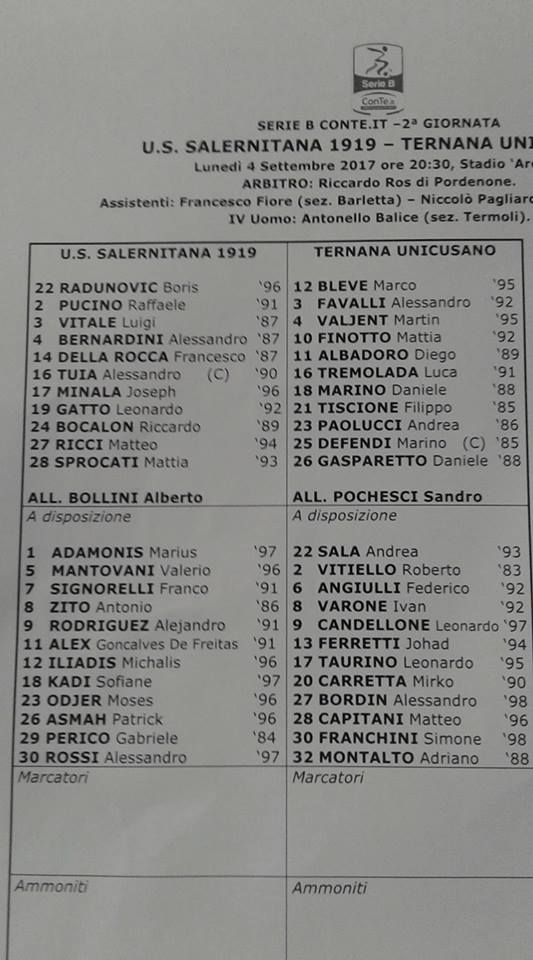 Serie B
ConTe.it
SERIE B CONTE.IT –2ª GIORNATA
U.S. SALERNITANA 1919 – TERNANA UNI
Lunedì 4 Settembre 2017 ore 20:30, Stadio 'Are
ARBITRO: Riccardo Ros di Pordenone.
Assistenti: Francesco Fiore (sez. Barletta) – Niccolò Pagliard
IV Uomo: Antonello Balice (sez. Termoli).
U.S. SALERNITANA 1919
22 RADUNOVIC Boris '96
2 PUCINO Raffaele '91
3 VITALE Luigi '87
4 BERNARDINI Alessandro '87
14 DELLA ROCCA Francesco '87
16 TUIA Alessandro (C) '90
17 MINALA Joseph '96
19 GATTO Leonardo '92
24 BOCALON Riccardo '89
27 RICCI Matteo '94
28 SPROCATI Mattia '93
ALL. BOLLINI Alberto
A disposizione
1 ADAMONIS Marius '97
5 MANTOVANI Valerio '96
7 SIGNORELLI Franco '91
8 ZITO Antonio '86
9 RODRIGUEZ Alejandro '91
11 ALEX Goncalves De Freitas '91
12 ILIADIS Michalis '96
18 KADI Sofiane '97
23 ODJER Moses '96
26 ASMAH Patrick '96
29 PERICO Gabriele '84
30 ROSSI Alessandro '97
Marcatori
Ammoniti
TERNANA UNICUSANO
12 BLEVE Marco '95
3 FAVALLI Alessandro '92
4 VALJENT Martin '95
10 FINOTTO Mattia '92
11 ALBADORO Diego '89
16 TREMOLADA Luca '91
18 MARINO Daniele '88
21 TISCIONE Filippo '85
23 PAOLUCCI Andrea '86
25 DEFENDI Marino (C) '85
26 GASPARETTO Daniele '88
ALL. POCHESCI Sandro
A disposizione
22 SALA Andrea '93
2 VITIELLO Roberto '83
6 ANGIULLI Federico '92
8 VARONE Ivan '92
9 CANDELLONE Leonardo '97
13 FERRETTI Johad '94
17 TAURINO Leonardo '95
20 CARRETTA Mirko '90
27 BORDIN Alessandro '98
28 CAPITANI Matteo '96
30 FRANCHINI Simone '98
32 MONTALTO Adriano '88
Marcatori
Ammoniti